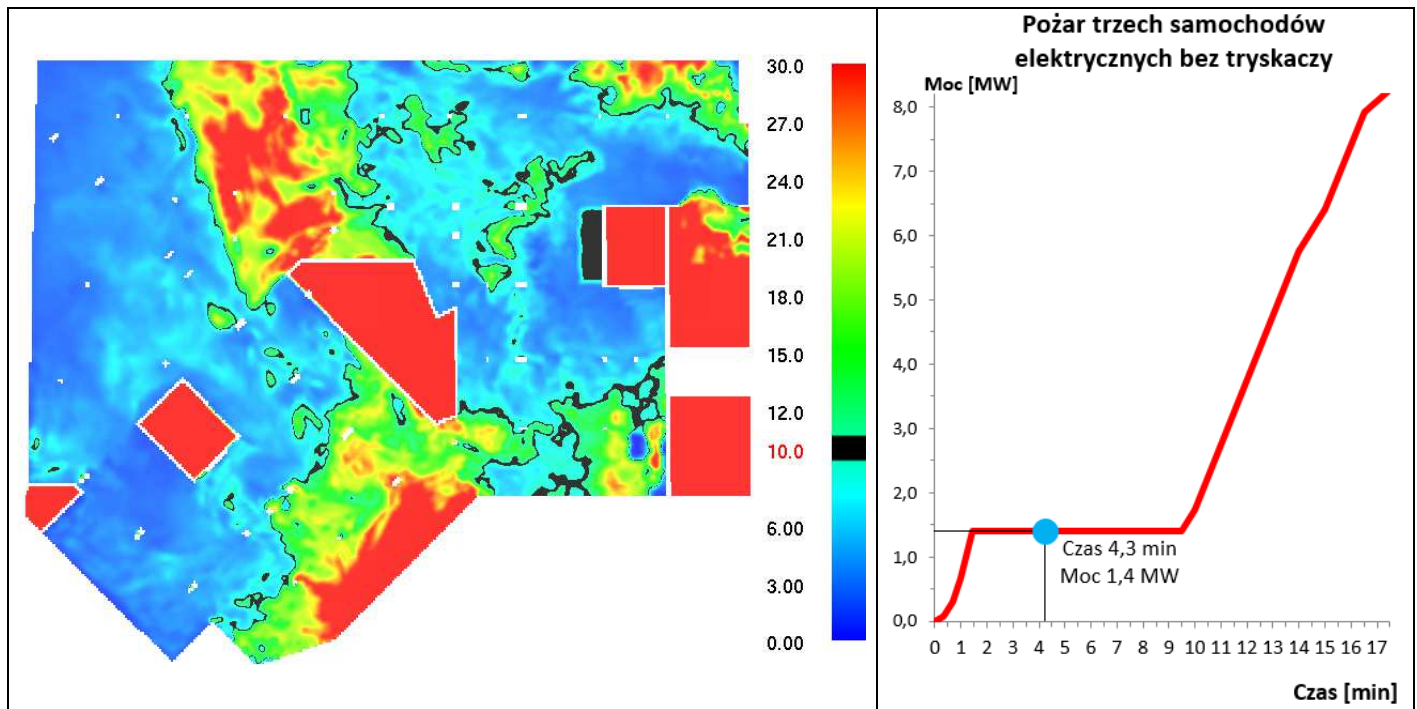 30.0
27.0
24.0
21.0
18.0
15.0
12.0
10.0
6.00
3.00
0.00
Pożar trzech samochodów
elektrycznych bez tryskaczy
Moc [MW]
8,0
7,0
6,0
5,0
4,0
3,0
2,0
1,0
0,0
Czas 4,3 min
Moc 1,4 MW
0 1 2 3 4 5 6 7 8 9 10 11 12 13 14 15 16 17
Czas [min]